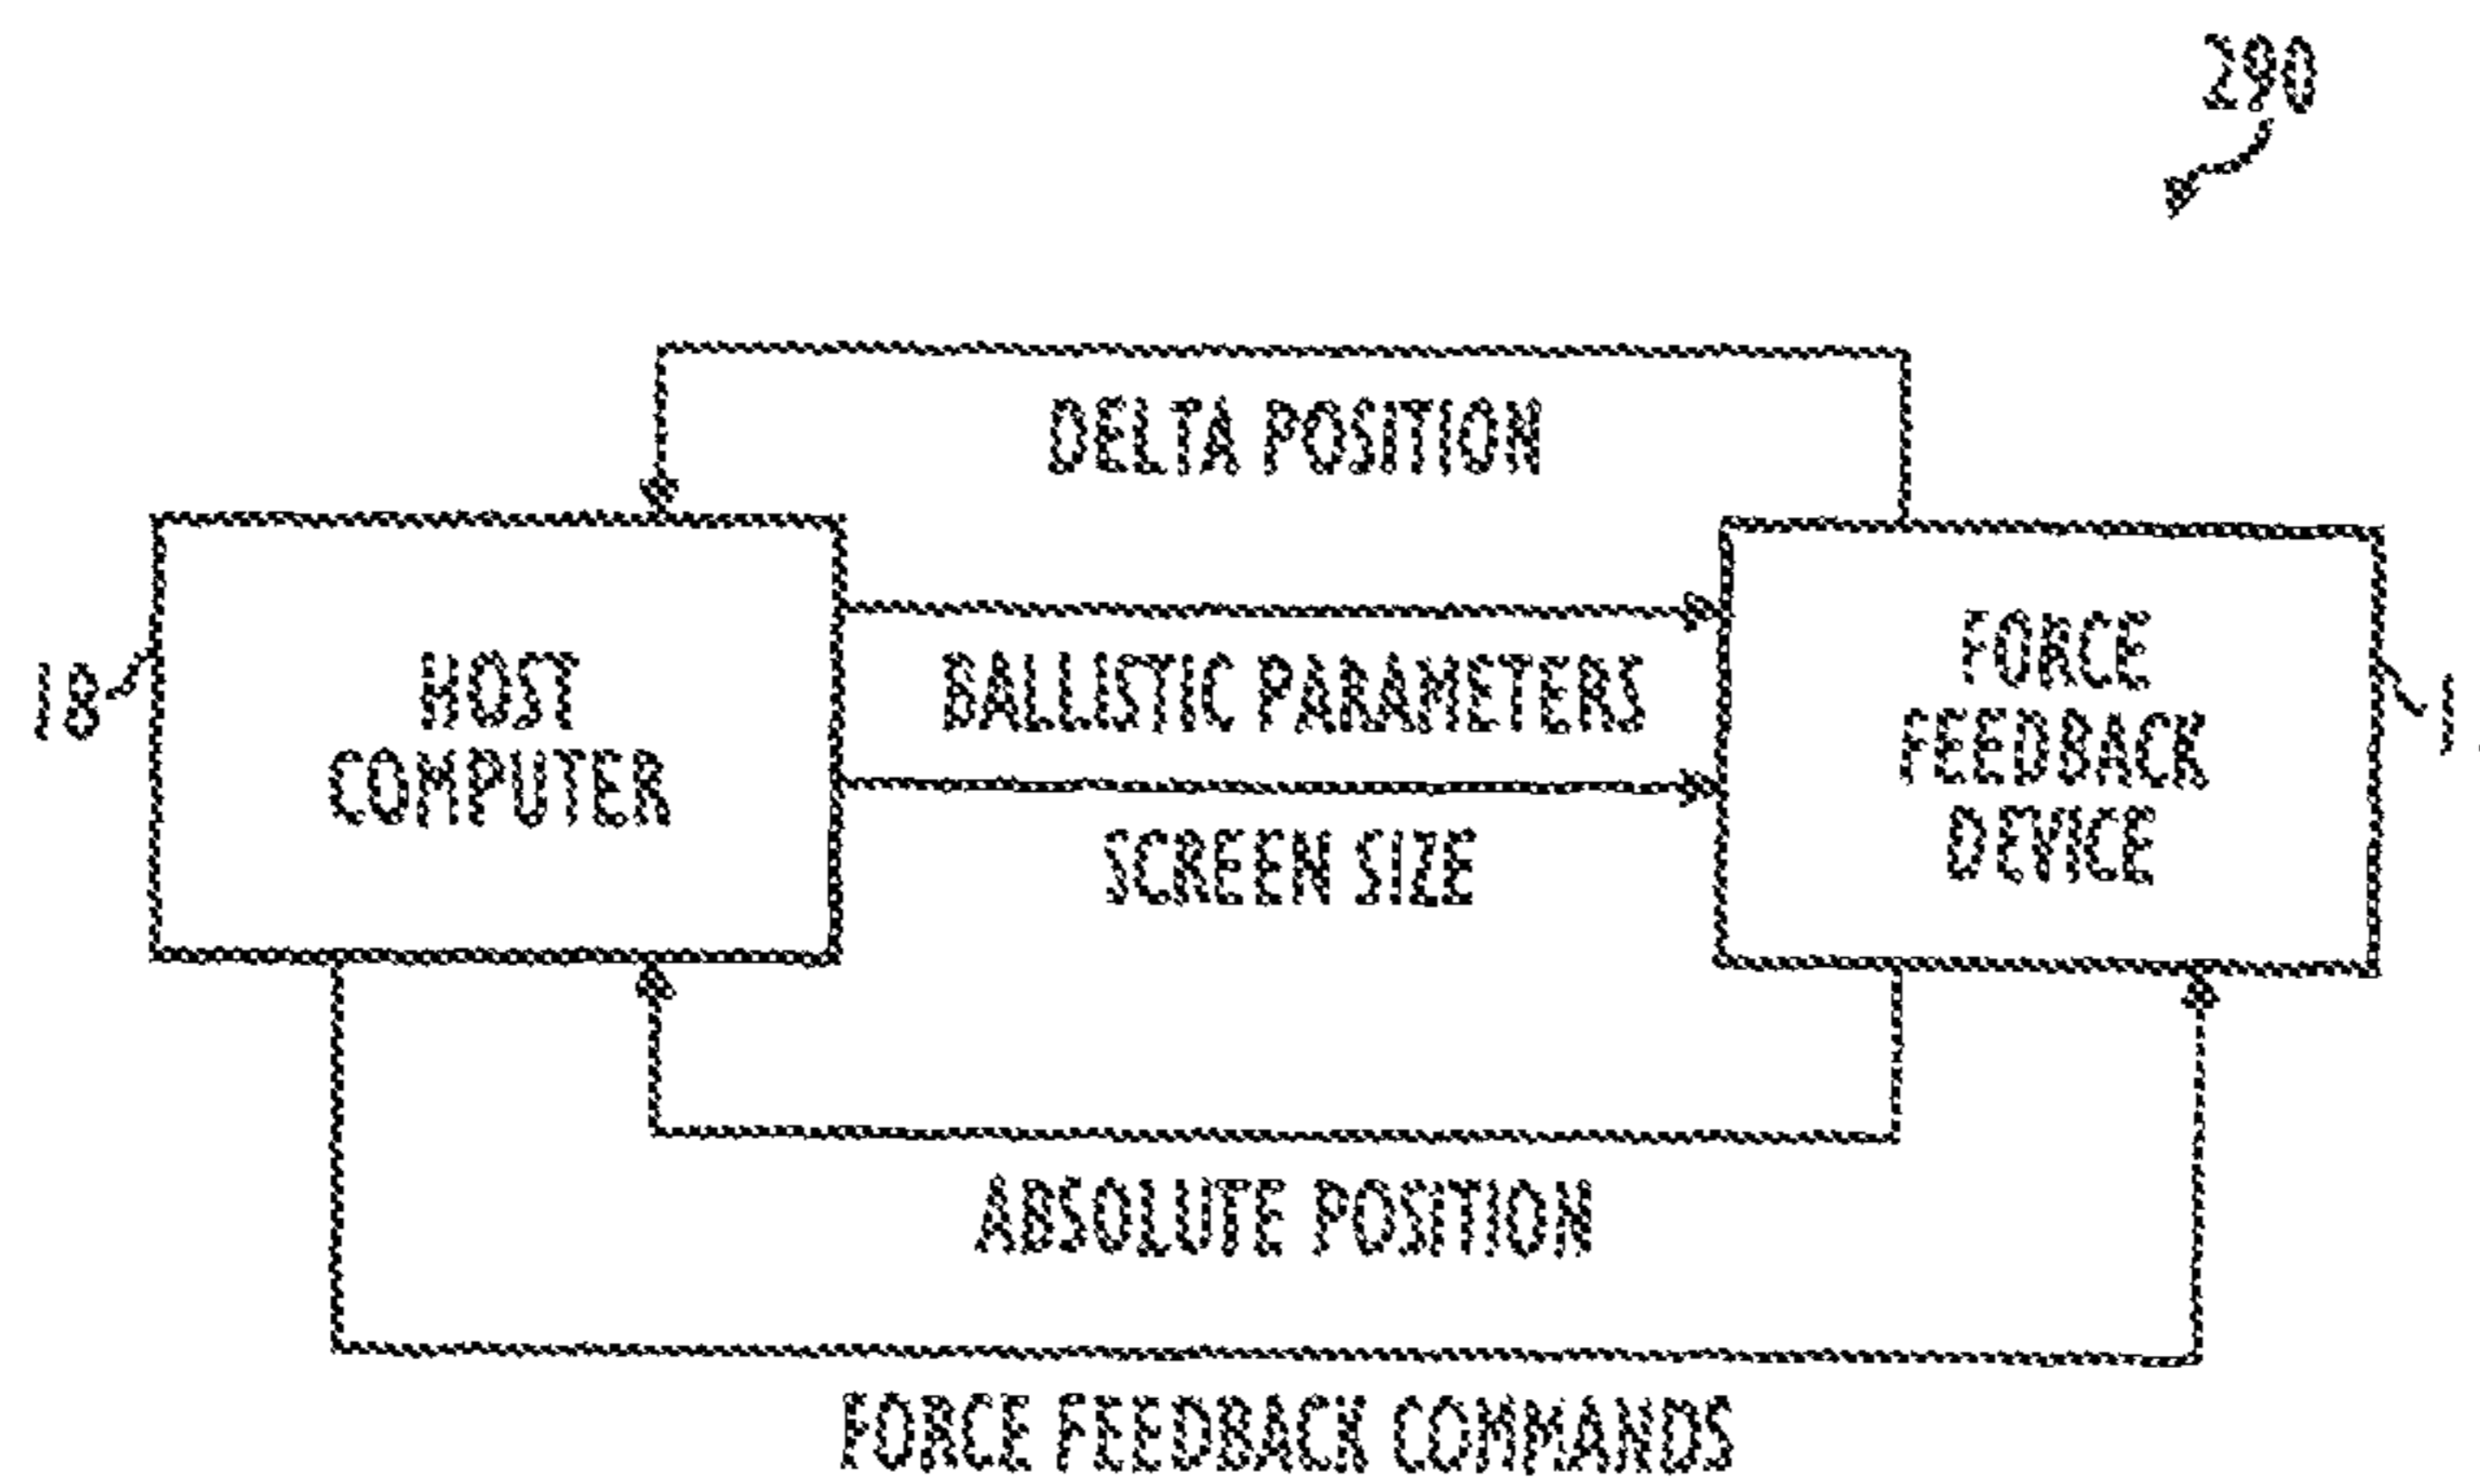 290
DELTA POSITION
18
HOST
COMPUTER
BALLISTIC PARAMETERS
SCREEN SIZE
FORCE
FEEDBACK
DEVICE
ABSOLUTE POSITION
FORCE FEEDBACK COMMANDS